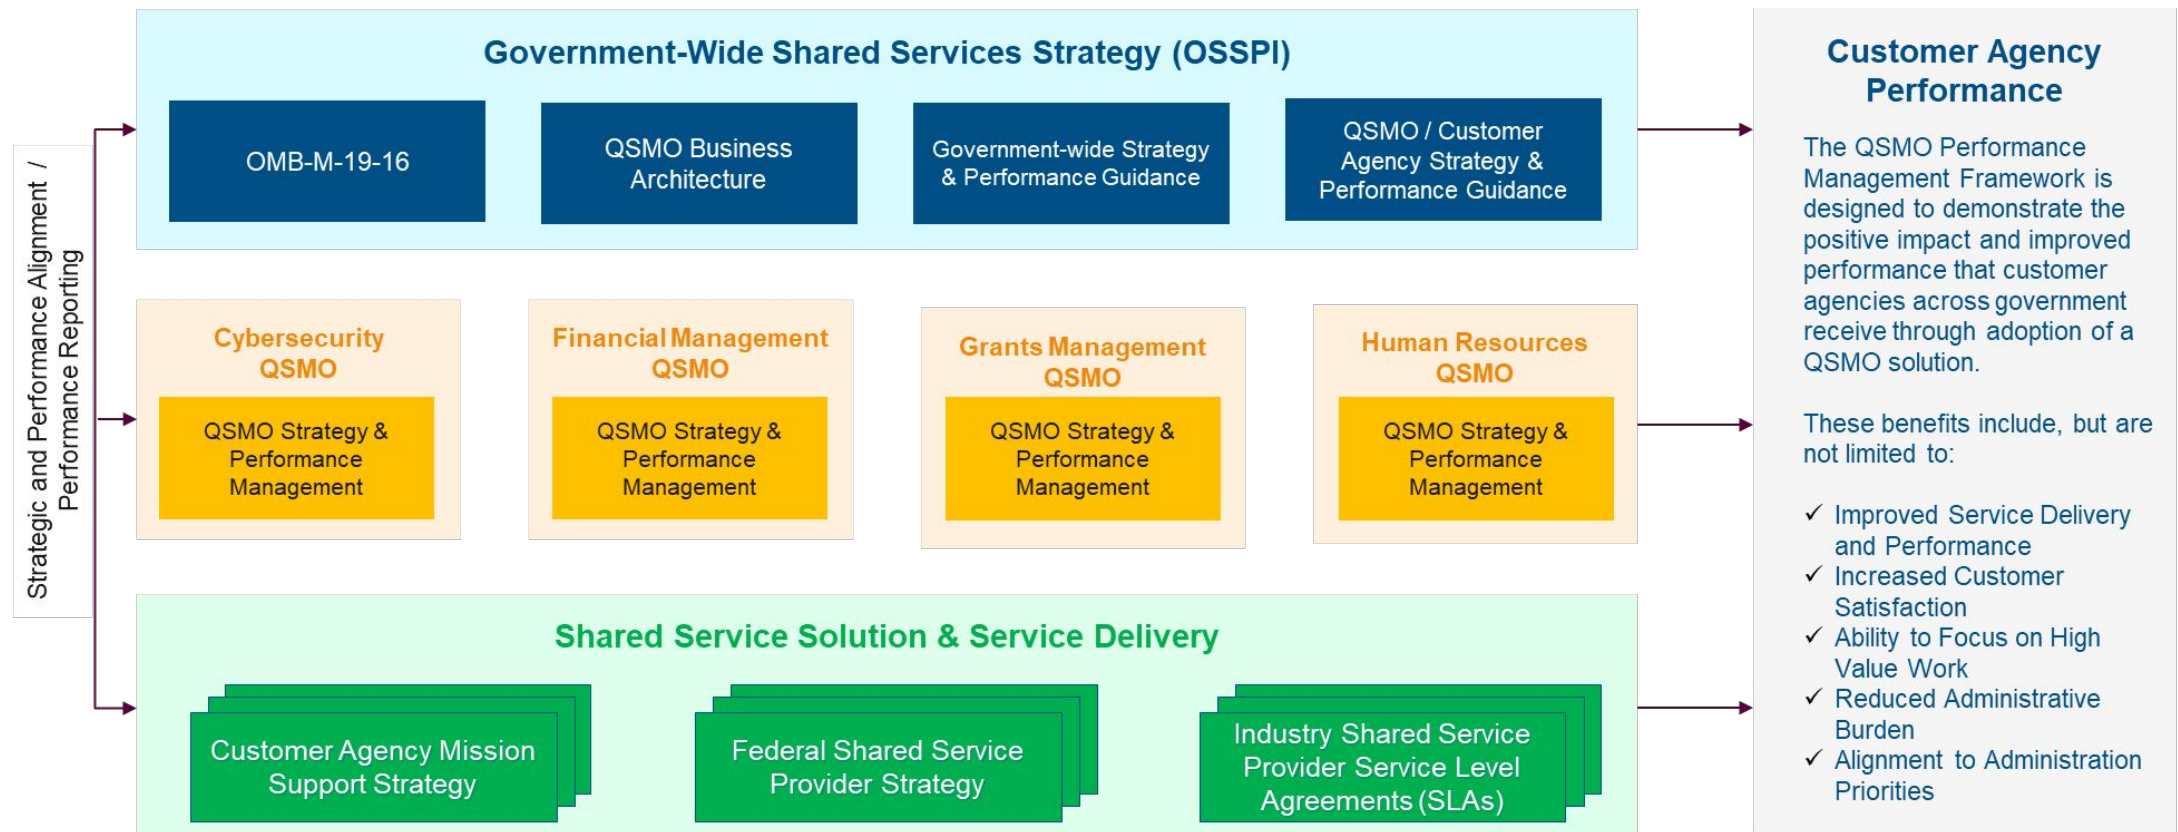 Strategic and Performance Alignment /
Performance Reporting
Government-Wide Shared Services Strategy (OSSPI)
OMB-M-19-16
QSMO Business
Architecture
Government-wide Strategy
& Performance Guidance
QSMO / Customer
Agency Strategy &
Performance Guidance
Cybersecurity
QSMO
QSMO Strategy &
Performance
Management
Financial Management
QSMO
QSMO Strategy &
Performance
Management
Grants Management
QSMO
QSMO Strategy &
Performance
Management
Human Resources
QSMO
QSMO Strategy &
Performance
Management
Shared Service Solution & Service Delivery
Customer Agency Mission
Support Strategy
Federal Shared Service
Provider Strategy
Industry Shared Service
Provider Service Level
Agreements (SLAs)
Customer Agency
Performance
The QSMO Performance
Management Framework is
designed to demonstrate the
positive impact and improved
performance that customer
agencies across government
receive through adoption of a
QSMO solution.
These benefits include, but are
not limited to:
✓ Improved Service Delivery
and Performance
✓ Increased Customer
Satisfaction
✓ Ability to Focus on High
Value Work
✓ Reduced Administrative
Burden
✓ Alignment to Administration
Priorities